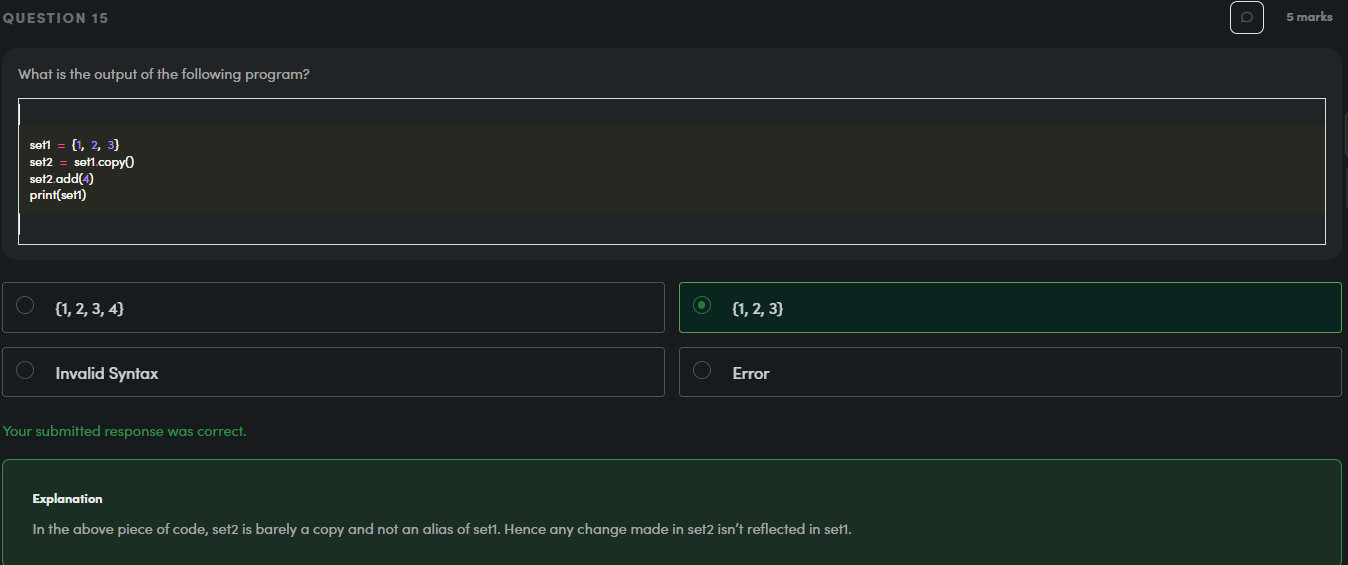 QUESTION 15
5 marks
What is the output of the following program?
set1 = {1, 2, 3}
set2 = set1.copy()
set2.add(4)
print(set1)
{1, 2, 3, 4}
{1, 2, 3}
Invalid Syntax
Error
Your submitted response was correct.
Explanation
In the above piece of code, set2 is barely a copy and not an alias of set1. Hence any change made in set2 isn't reflected in set1.